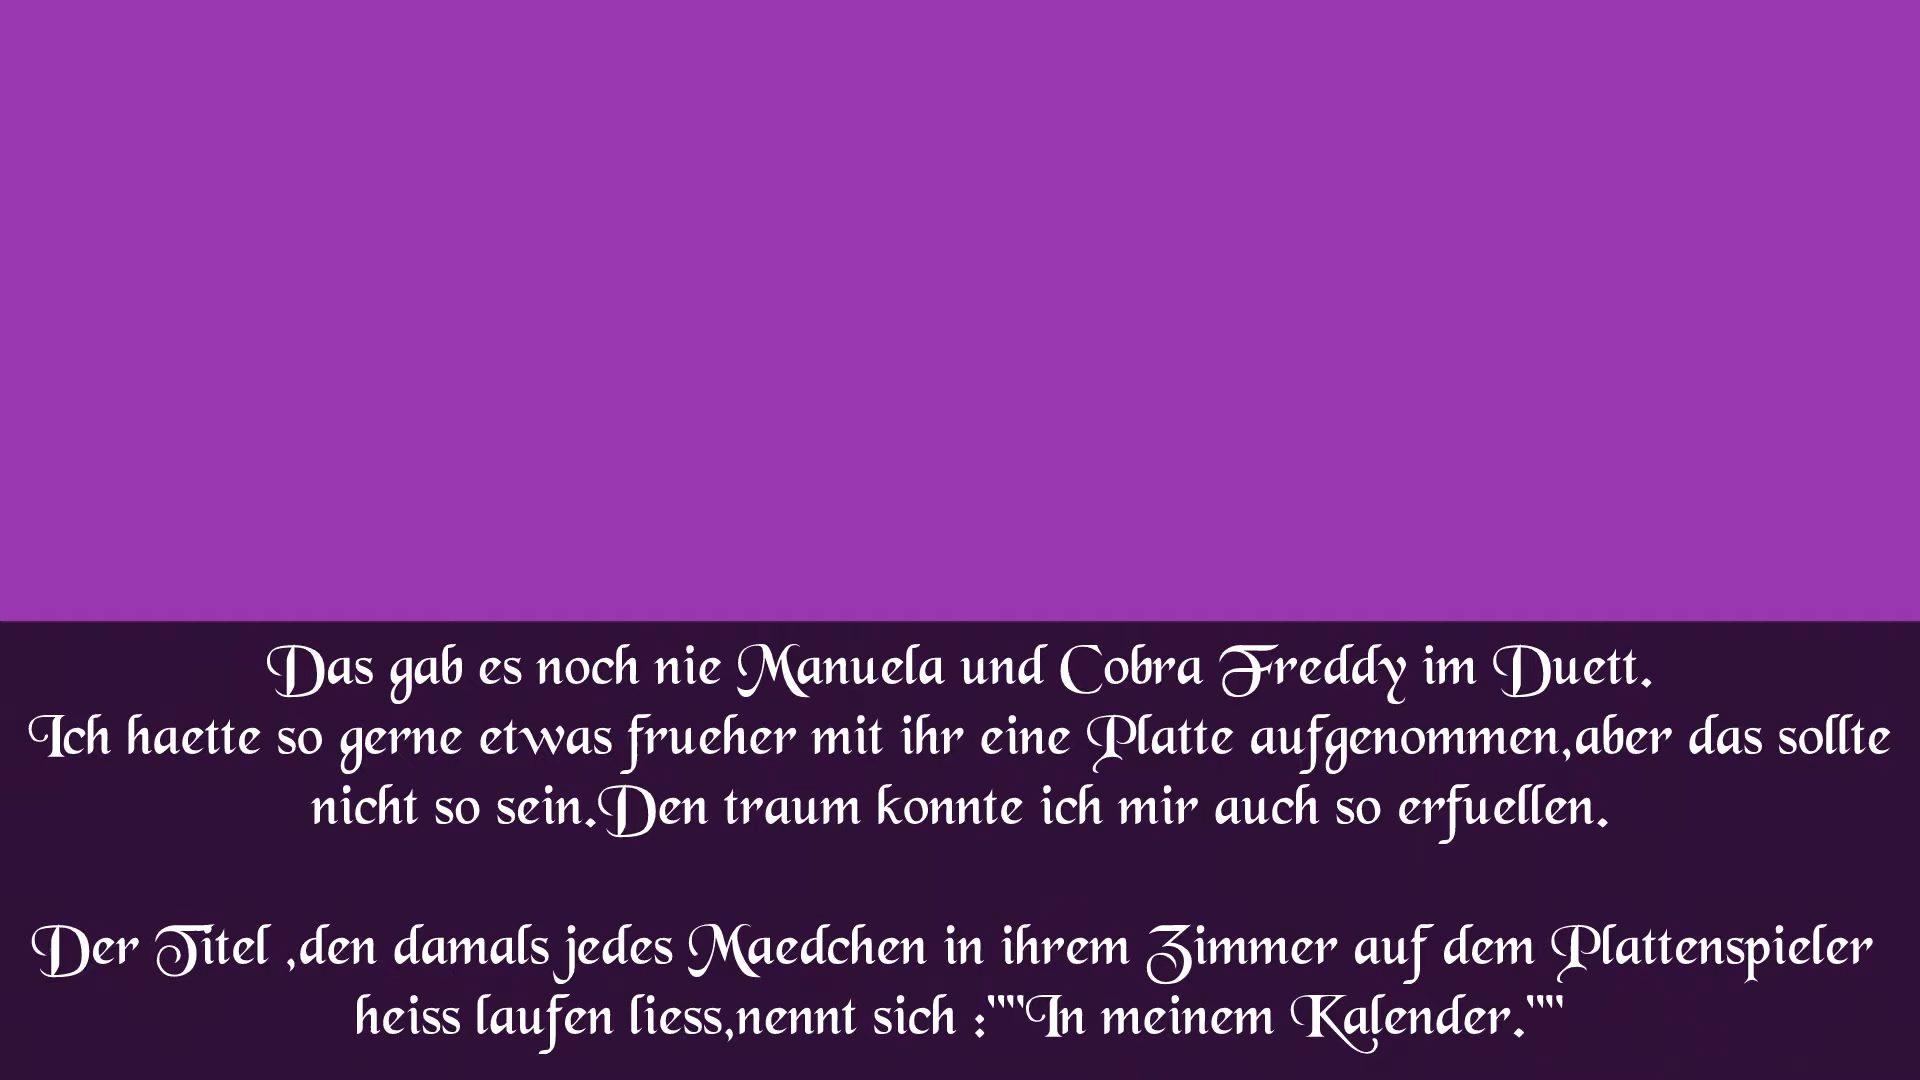 Das gab es noch nie Manuela und Cobra Freddy im Duett.
Ich haette so gerne etwas frueher mit ihr eine Platte aufgenommen,aber das sollte
nicht so sein.Den traum konnte ich mir auch so erfuellen.
Der Titel ,den damals jedes Maedchen in ihrem Zimmer auf dem Plattenspieler
heiss laufen liess,nennt sich :""In meinem Kalender.""